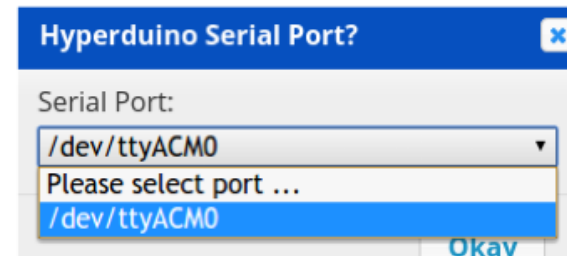 Hyperduino Serial Port?
Serial Port:
/dev/ttyACM0
Please select port ...
/dev/ttyACM0
Okay